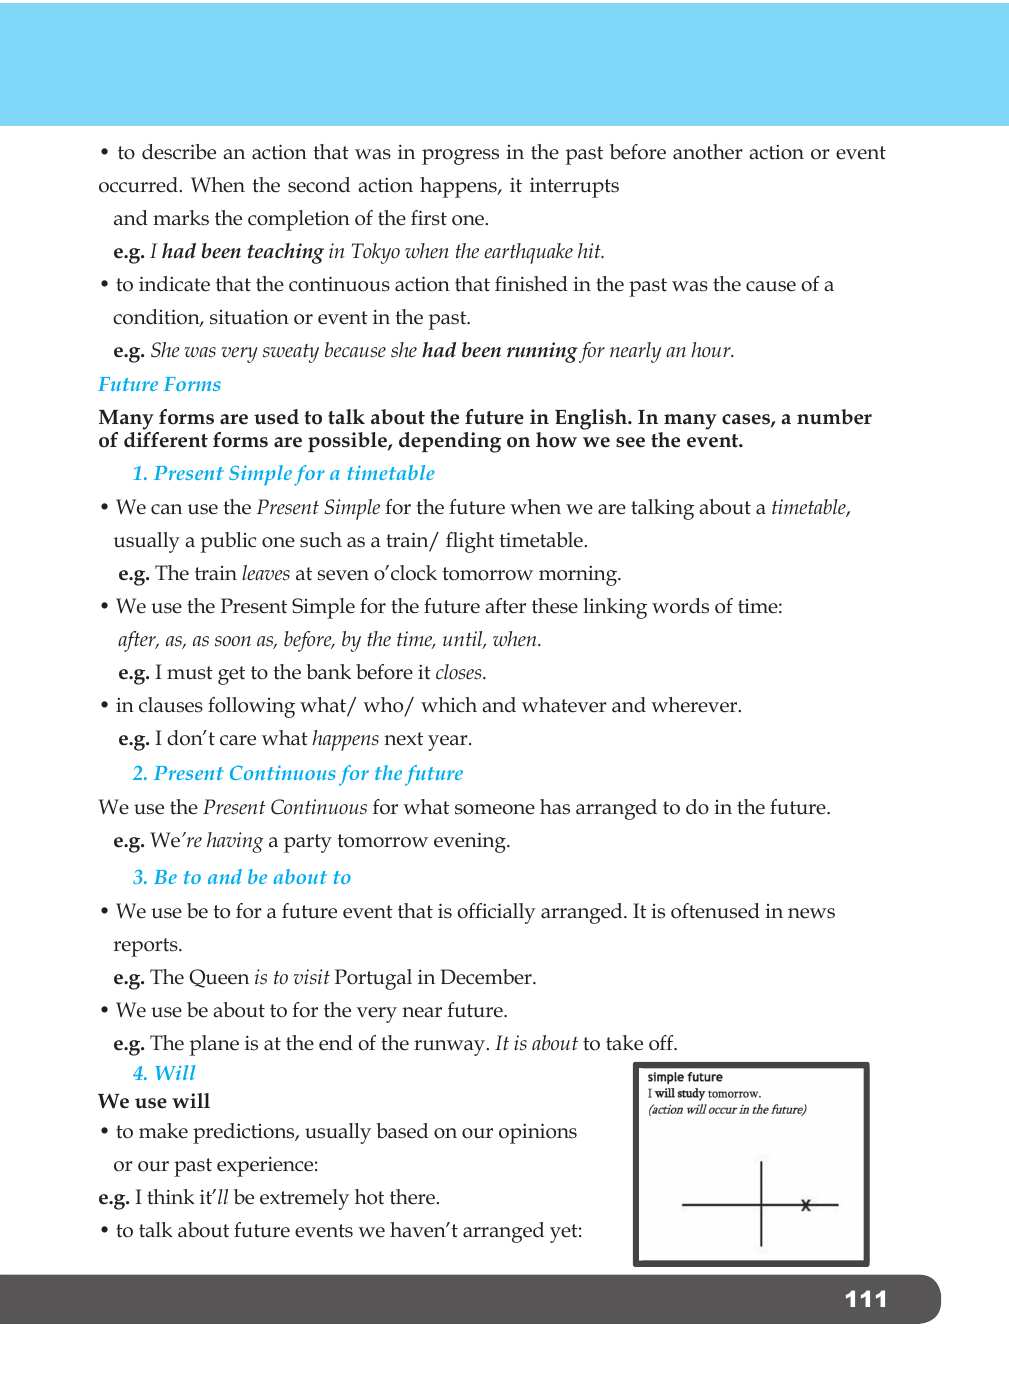 • to describe an action that was in progress in the past before another action or event
occurred. When the second action happens, it interrupts
and marks the completion of the first one.
e.g. I had been teaching in Tokyo when the earthquake hit.
• to indicate that the continuous action that finished in the past was the cause of a
condition, situation or event in the past.
e.g. She was very sweaty because she had been running for nearly an hour.
Future Forms
Many forms are used to talk about the future in English. In many cases, a number
of different forms are possible, depending on how we see the event.
1. Present Simple for a timetable
• We can use the Present Simple for the future when we are talking about a timetable,
usually a public one such as a train/ flight timetable.
e.g. The train leaves at seven o’clock tomorrow morning.
• We use the Present Simple for the future after these linking words of time:
after, as, as soon as, before, by the time, until, when.
e.g. I must get to the bank before it closes.
• in clauses following what/ who/ which and whatever and wherever.
e.g. I don’t care what happens next year.
2. Present Continuous for the future
We use the Present Continuous for what someone has arranged to do in the future.
e.g. We’re having a party tomorrow evening.
3. Be to and be about to
• We use be to for a future event that is officially arranged. It is oftenused in news
reports.
e.g. The Queen is to visit Portugal in December.
• We use be about to for the very near future.
e.g. The plane is at the end of the runway. It is about to take off.
4. Will
We use will
• to make predictions, usually based on our opinions
or our past experience:
e.g. I think it’ll be extremely hot there.
• to talk about future events we haven’t arranged yet:
simple future
I will study tomorrow.
(action will occur in the future)
X
111